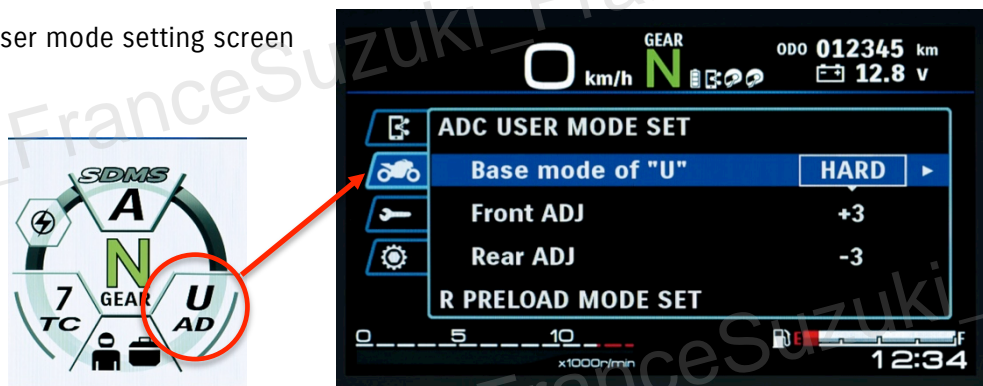 ser mode setting screen
_FranceSuzuki_France
SDMS
A
N
GEAR
7
TC
U
AD
0 km/h
GEAR
N
ODO 012345 km
12.8 V
ADC USER MODE SET
Base mode of "U" HARD
Front ADJ +3
Rear ADJ -3
R PRELOAD MODE SET
0 5 10
x1000r/min
E F
12:34
_FranceSuzuki_